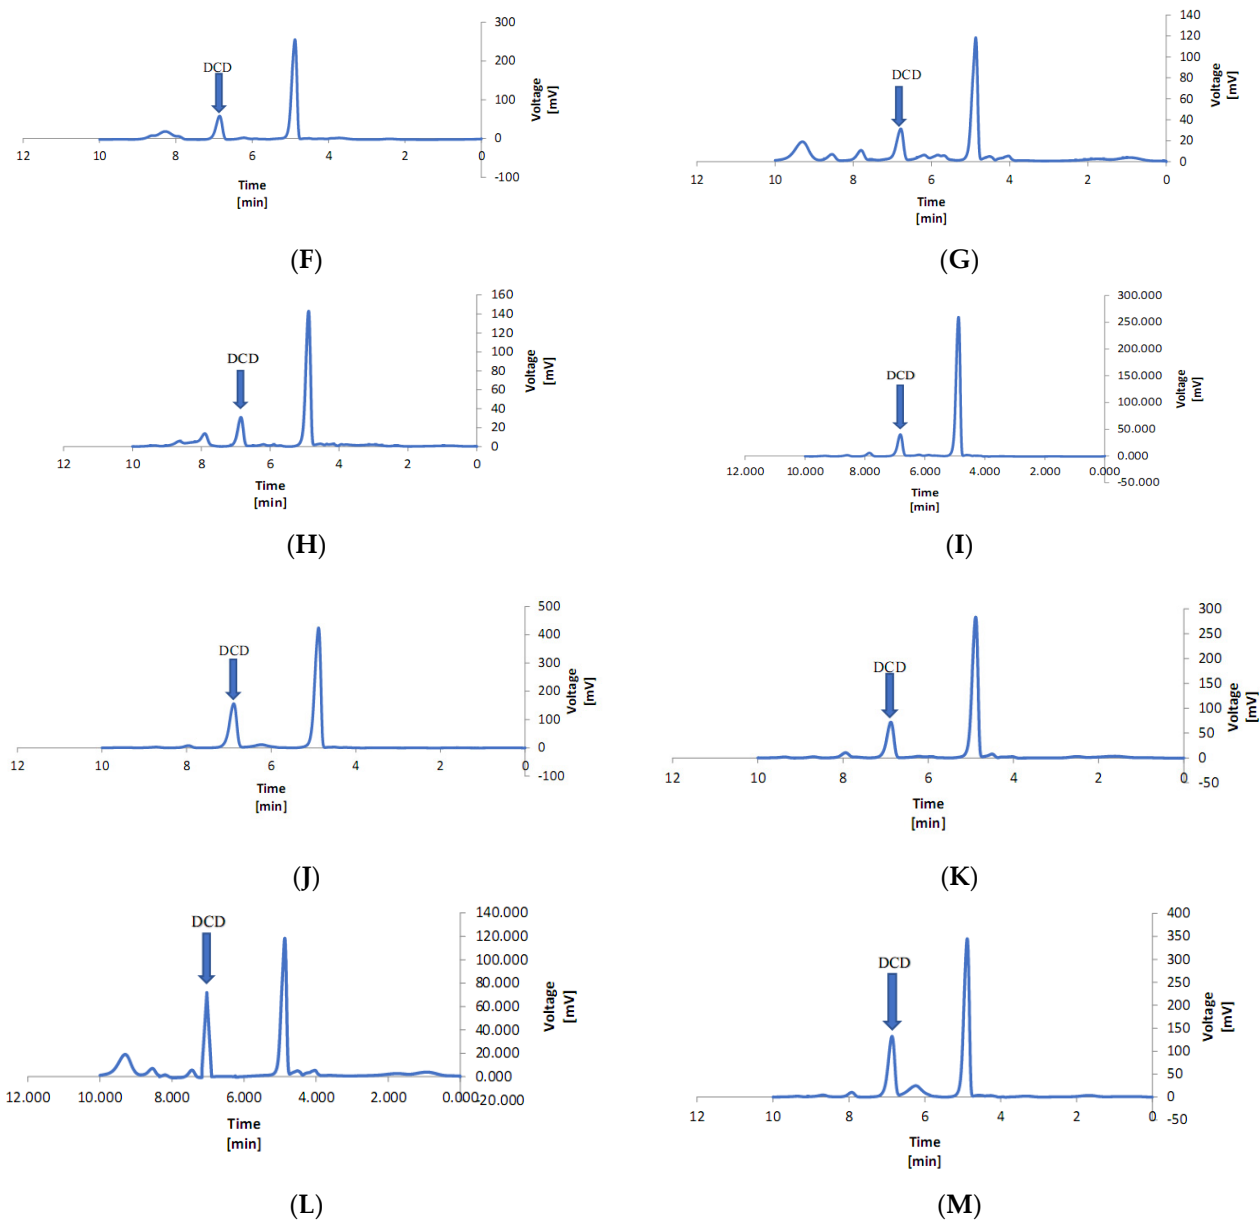 300
200
100
0
-100
DCD
Voltage
[mV]
12
10
8
6
4
2
0
Time
[min]
(F)
140
120
100
80
60
40
20
0
DCD
Voltage
[mV]
12
10
8
6
4
2
0
Time
[min]
(G)
160
140
120
100
80
60
40
20
0
DCD
Voltage
[mV]
12
10
8
6
4
2
0
Time
[min]
(H)
300.000
250.000
200.000
150.000
100.000
50.000
0.000
-50.000
DCD
Voltage
[mV]
12.000
10.000
8.000
6.000
4.000
2.000
0.000
Time
[min]
(I)
500
400
300
200
100
0
-100
DCD
Voltage
[mV]
12
10
8
6
4
2
0
Time
[min]
(J)
300
250
200
150
100
50
0
-50
DCD
Voltage
[mV]
12
10
8
6
4
2
0
Time
[min]
(K)
140.000
120.000
100.000
80.000
60.000
40.000
20.000
0.000
-20.000
DCD
Voltage
[mV]
12.000
10.000
8.000
6.000
4.000
2.000
0.000
Time
[min]
(L)
400
350
300
250
200
150
100
50
0
-50
DCD
Voltage
[mV]
12
10
8
6
4
2
0
Time
[min]
(M)